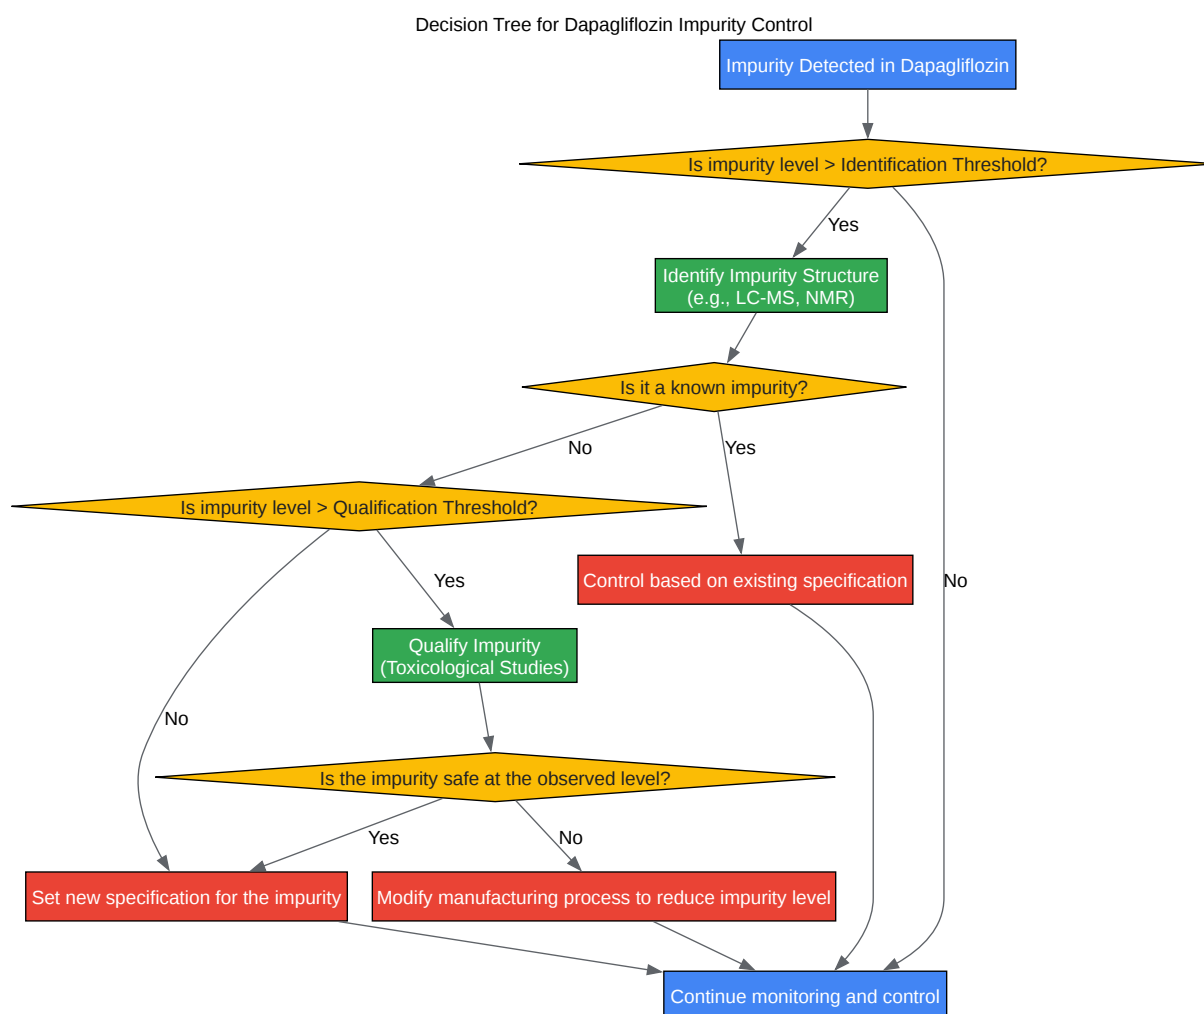 Decision Tree for Dapagliflozin Impurity Control
Impurity Detected in Dapagliflozin
Is impurity level > Identification Threshold?
Yes
Identify Impurity Structure
(e.g., LC-MS, NMR)
Is it a known impurity?
No
Yes
Is impurity level > Qualification Threshold?
Yes
Control based on existing specification
No
Qualify Impurity
(Toxicological Studies)
No
Is the impurity safe at the observed level?
Yes
No
Set new specification for the impurity
Modify manufacturing process to reduce impurity level
Continue monitoring and control